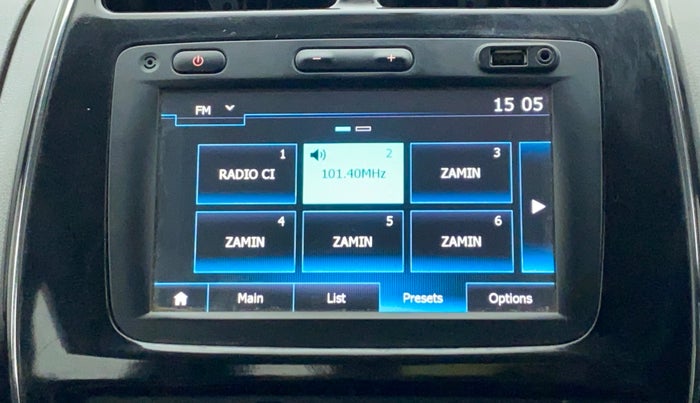 − +
FM 15 05
1 RADIO CI
2 101.40MHz
3 ZAMIN
4 ZAMIN
5 ZAMIN
6 ZAMIN
Main List Presets Options